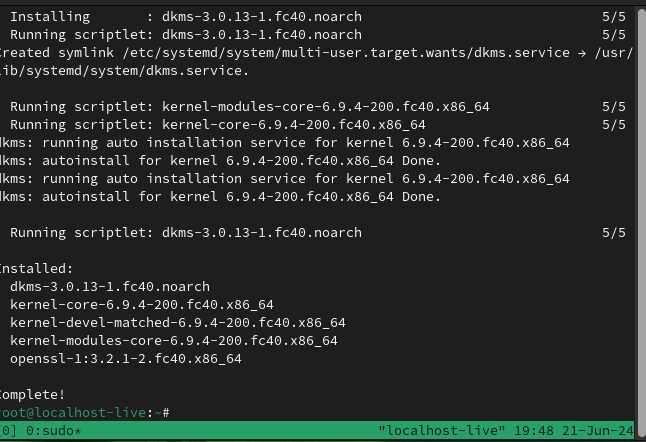 Installing : dkms-3.0.13-1.fc40.noarch 5/5
Running scriptlet: dkms-3.0.13-1.fc40.noarch 5/5
Created symlink /etc/systemd/system/multi-user.target.wants/dkms.service → /usr/
lib/systemd/system/dkms.service.
Running scriptlet: kernel-modules-core-6.9.4-200.fc40.x86_64 5/5
Running scriptlet: kernel-core-6.9.4-200.fc40.x86_64 5/5
dkms: running auto installation service for kernel 6.9.4-200.fc40.x86_64
dkms: autoinstall for kernel 6.9.4-200.fc40.x86_64 Done.
dkms: running auto installation service for kernel 6.9.4-200.fc40.x86_64
dkms: autoinstall for kernel 6.9.4-200.fc40.x86_64 Done.
Running scriptlet: dkms-3.0.13-1.fc40.noarch 5/5
Installed:
dkms-3.0.13-1.fc40.noarch
kernel-core-6.9.4-200.fc40.x86_64
kernel-devel-matched-6.9.4-200.fc40.x86_64
kernel-modules-core-6.9.4-200.fc40.x86_64
openssl-1:3.2.1-2.fc40.x86_64
Complete!
root@localhost-live:~#
[0] 0:sudo* "localhost-live" 19:48 21-Jun-24